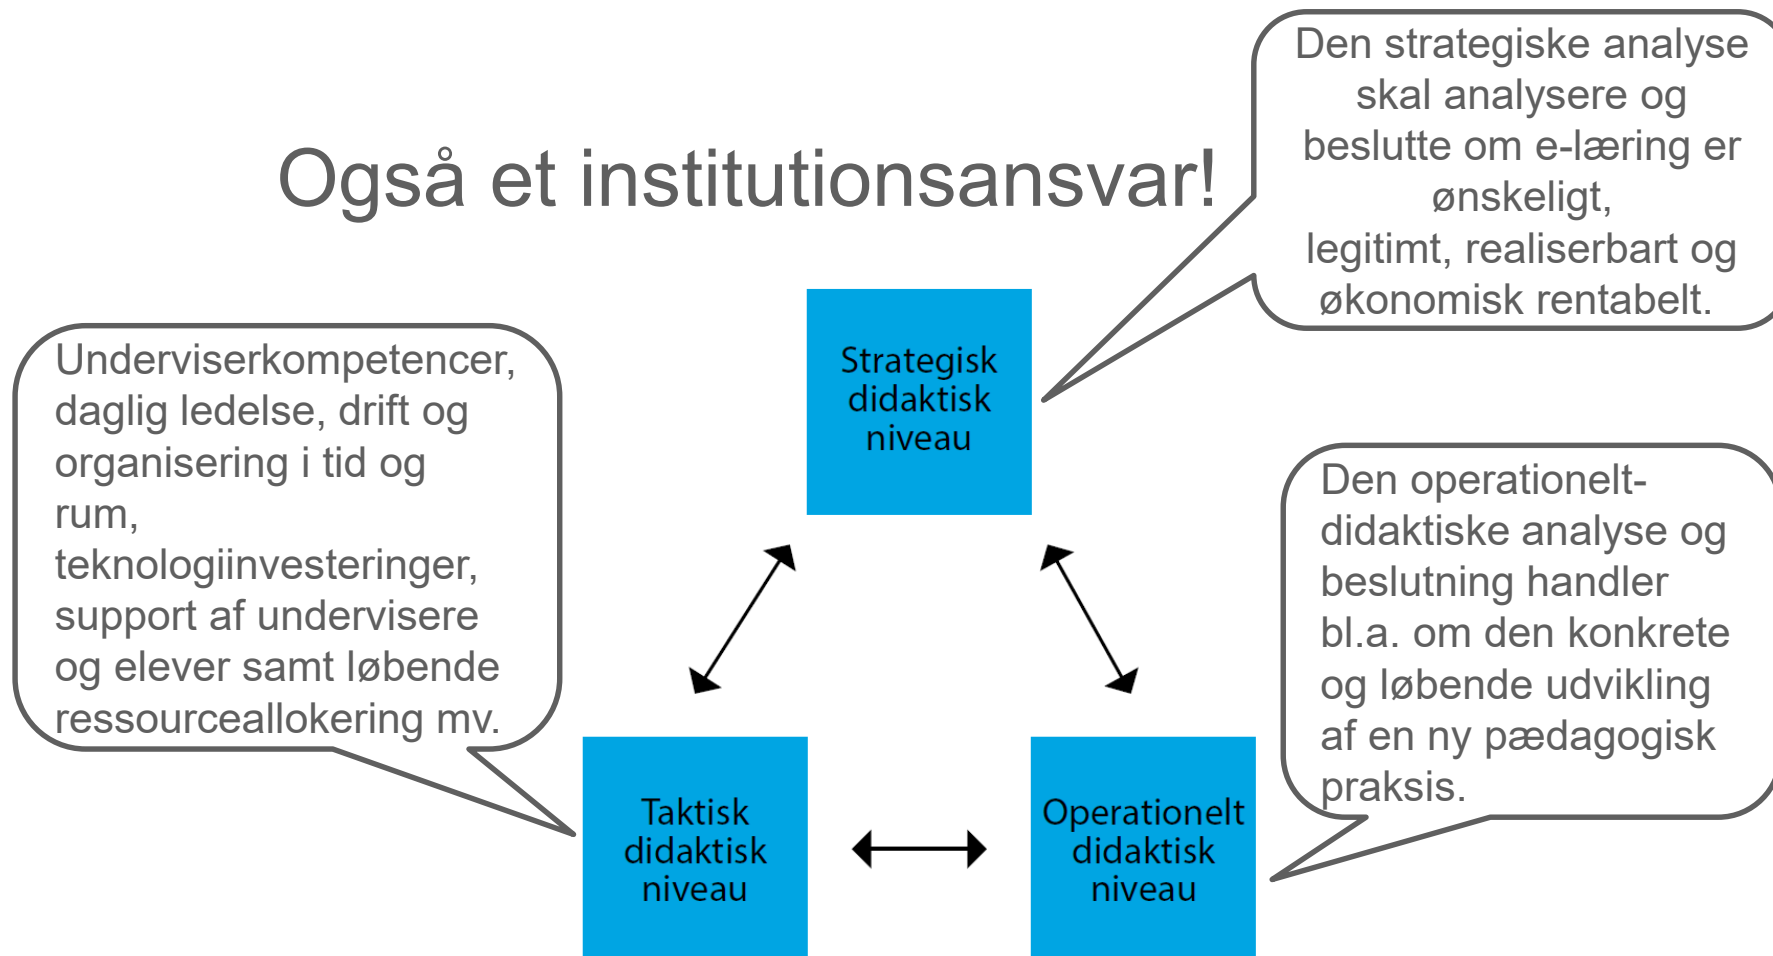 Også et institutionsansvar!
Den strategiske analyse
skal analysere og
beslutte om e-læring er
ønskeligt,
legitimt, realiserbart og
økonomisk rentabelt.
Strategisk
didaktisk
niveau
Underviserkompetencer,
daglig ledelse, drift og
organisering i tid og
rum,
teknologiinvesteringer,
support af undervisere
og elever samt løbende
ressourceallokering mv.
Den operationelt-
didaktiske analyse og
beslutning handler
bl.a. om den konkrete
og løbende udvikling
af en ny pædagogisk
praksis.
Taktisk
didaktisk
niveau
Operationelt
didaktisk
niveau